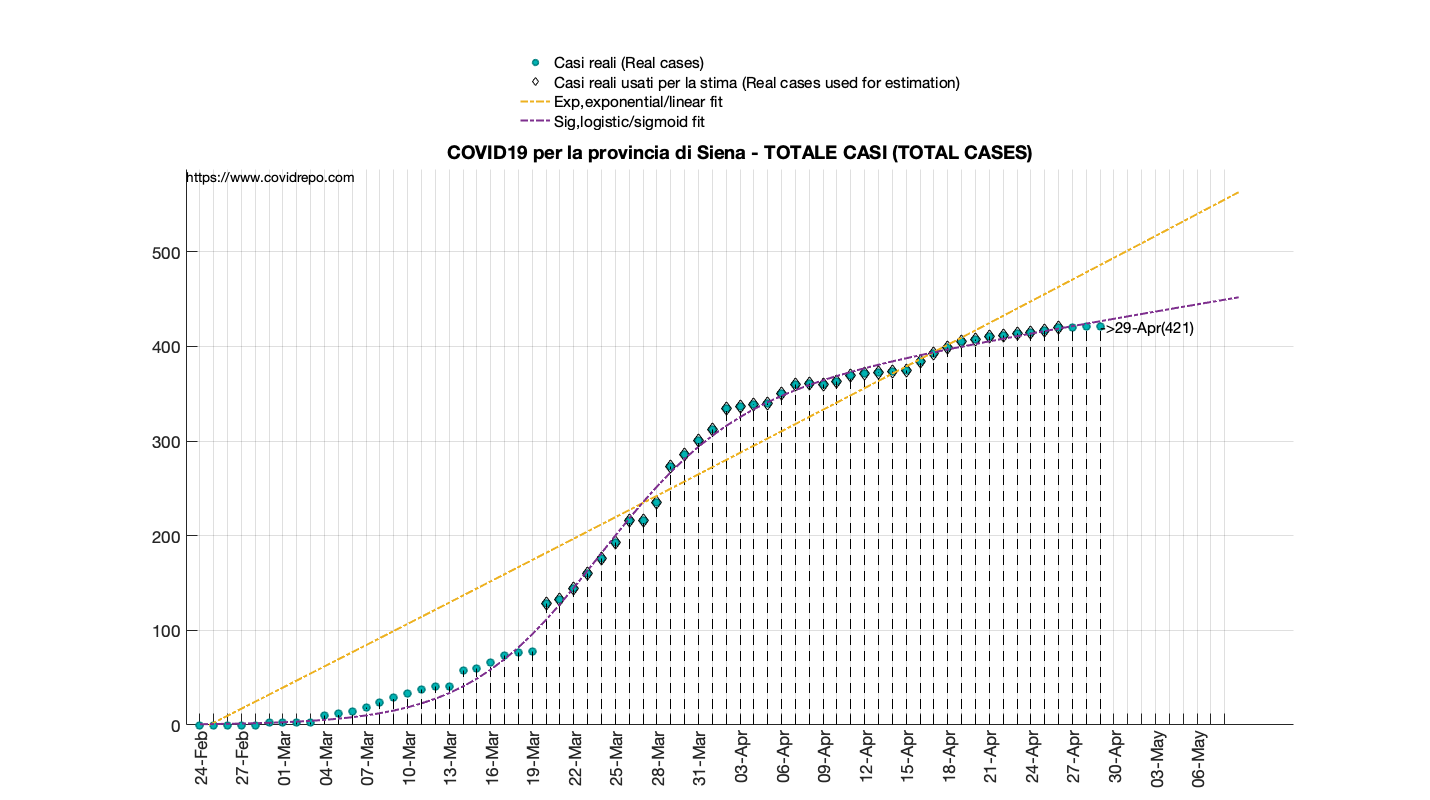 Casi reali (Real cases)
Casi reali usati per la stima (Real cases used for estimation)
Exp,exponential/linear fit
Sig,logistic/sigmoid fit
COVID19 per la provincia di Siena - TOTALE CASI (TOTAL CASES)
https://www.covidrepo.com
500
400
300
200
100
0
->29-Apr(421)
24-Feb
27-Feb
01-Mar
04-Mar
07-Mar
10-Mar
13-Mar
16-Mar
19-Mar
22-Mar
25-Mar
28-Mar
31-Mar
03-Apr
06-Apr
09-Apr
12-Apr
15-Apr
18-Apr
21-Apr
24-Apr
27-Apr
30-Apr
03-May
06-May